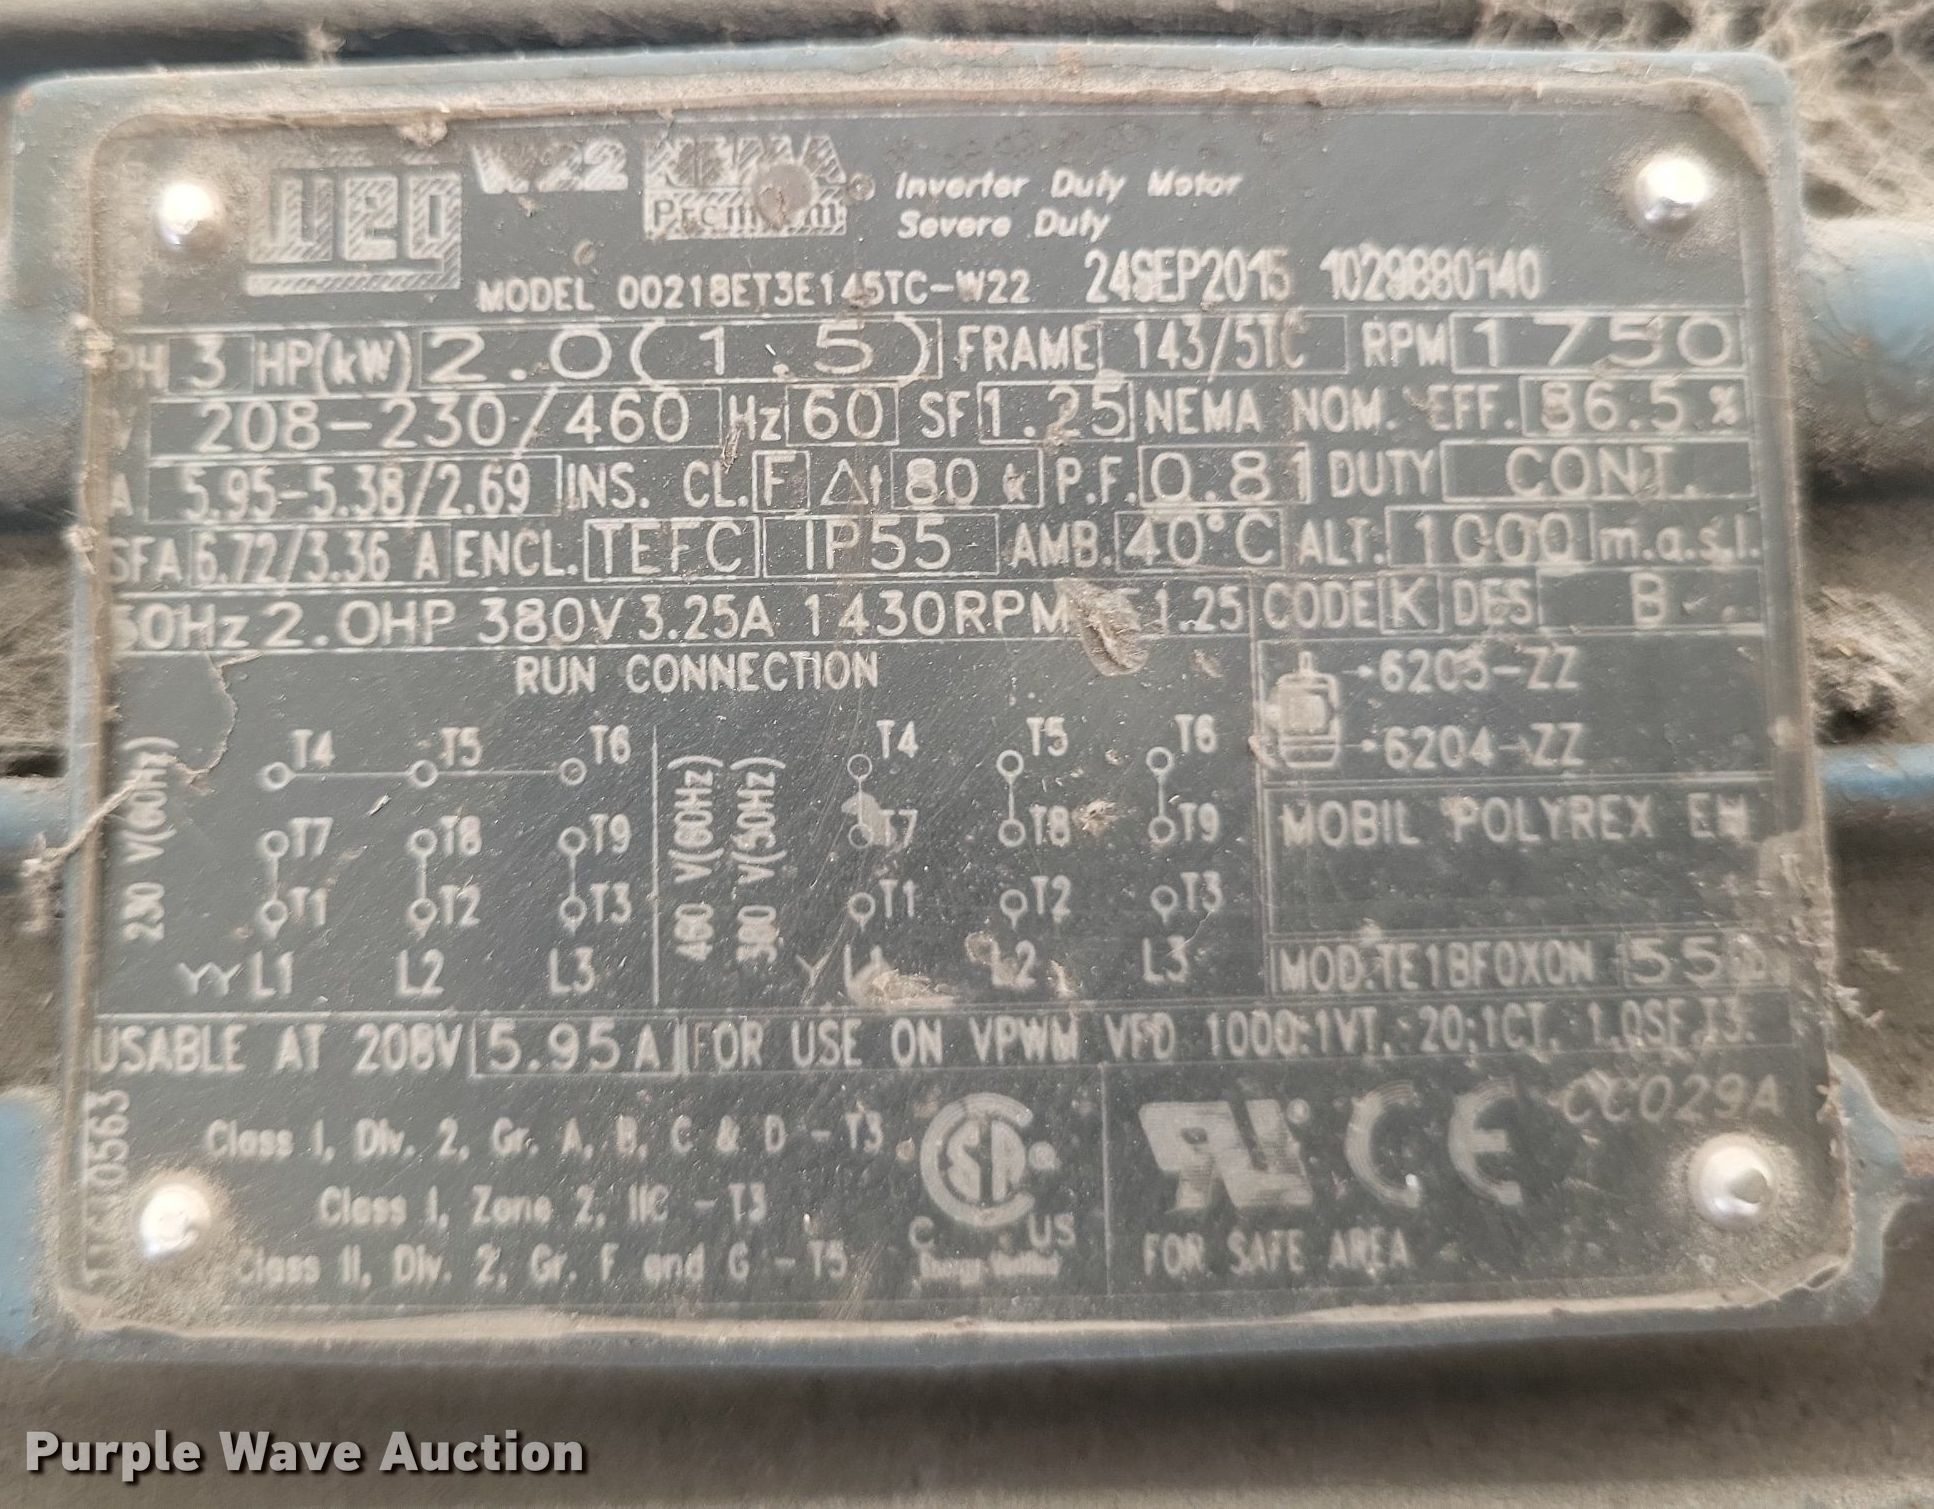 WEG W22 NEMA Premium Inverter Duty Motor
Severe Duty
MODEL 00218ET3E145TC-W22 24SEP2015 1029880140
PH 3 HP(kW) 2.0(1.5) FRAME 143/5TC RPM 1750
V 208-230/460 Hz 60 SF 1.25 NEMA NOM. EFF. 86.5 %
A 5.95-5.38/2.69 INS. CL. F Δt 80 K P.F. 0.81 DUTY CONT.
SFA 6.72/3.36 A ENCL. TEFC IP55 AMB. 40°C ALT. 1000 m.a.s.l.
50Hz 2.0HP 380V 3.25A 1430RPM 1.25 CODE K DES B
RUN CONNECTION
6205-ZZ
6204-ZZ
230 V(60Hz)
T4 T5 T6
T7 T8 T9
T1 T2 T3
YY L1 L2 L3
460 V(60Hz)
380 V(50Hz)
T4 T5 T6
T7 T8 T9
T1 T2 T3
Y L1 L2 L3
MOBIL POLYREX EM
MOD.TE1BF0X0N
USABLE AT 208V 5.95 A FOR USE ON VPWM VFD 1000:1VT, 20:1CT, 1.0SF,T3.
Class I, Div. 2, Gr. A, B, C & D - T3
Class I, Zone 2, IIC - T3
Class II, Div. 2, Gr. F and G - T5
C US
CE
CC029A
FOR SAFE AREA
Purple Wave Auction